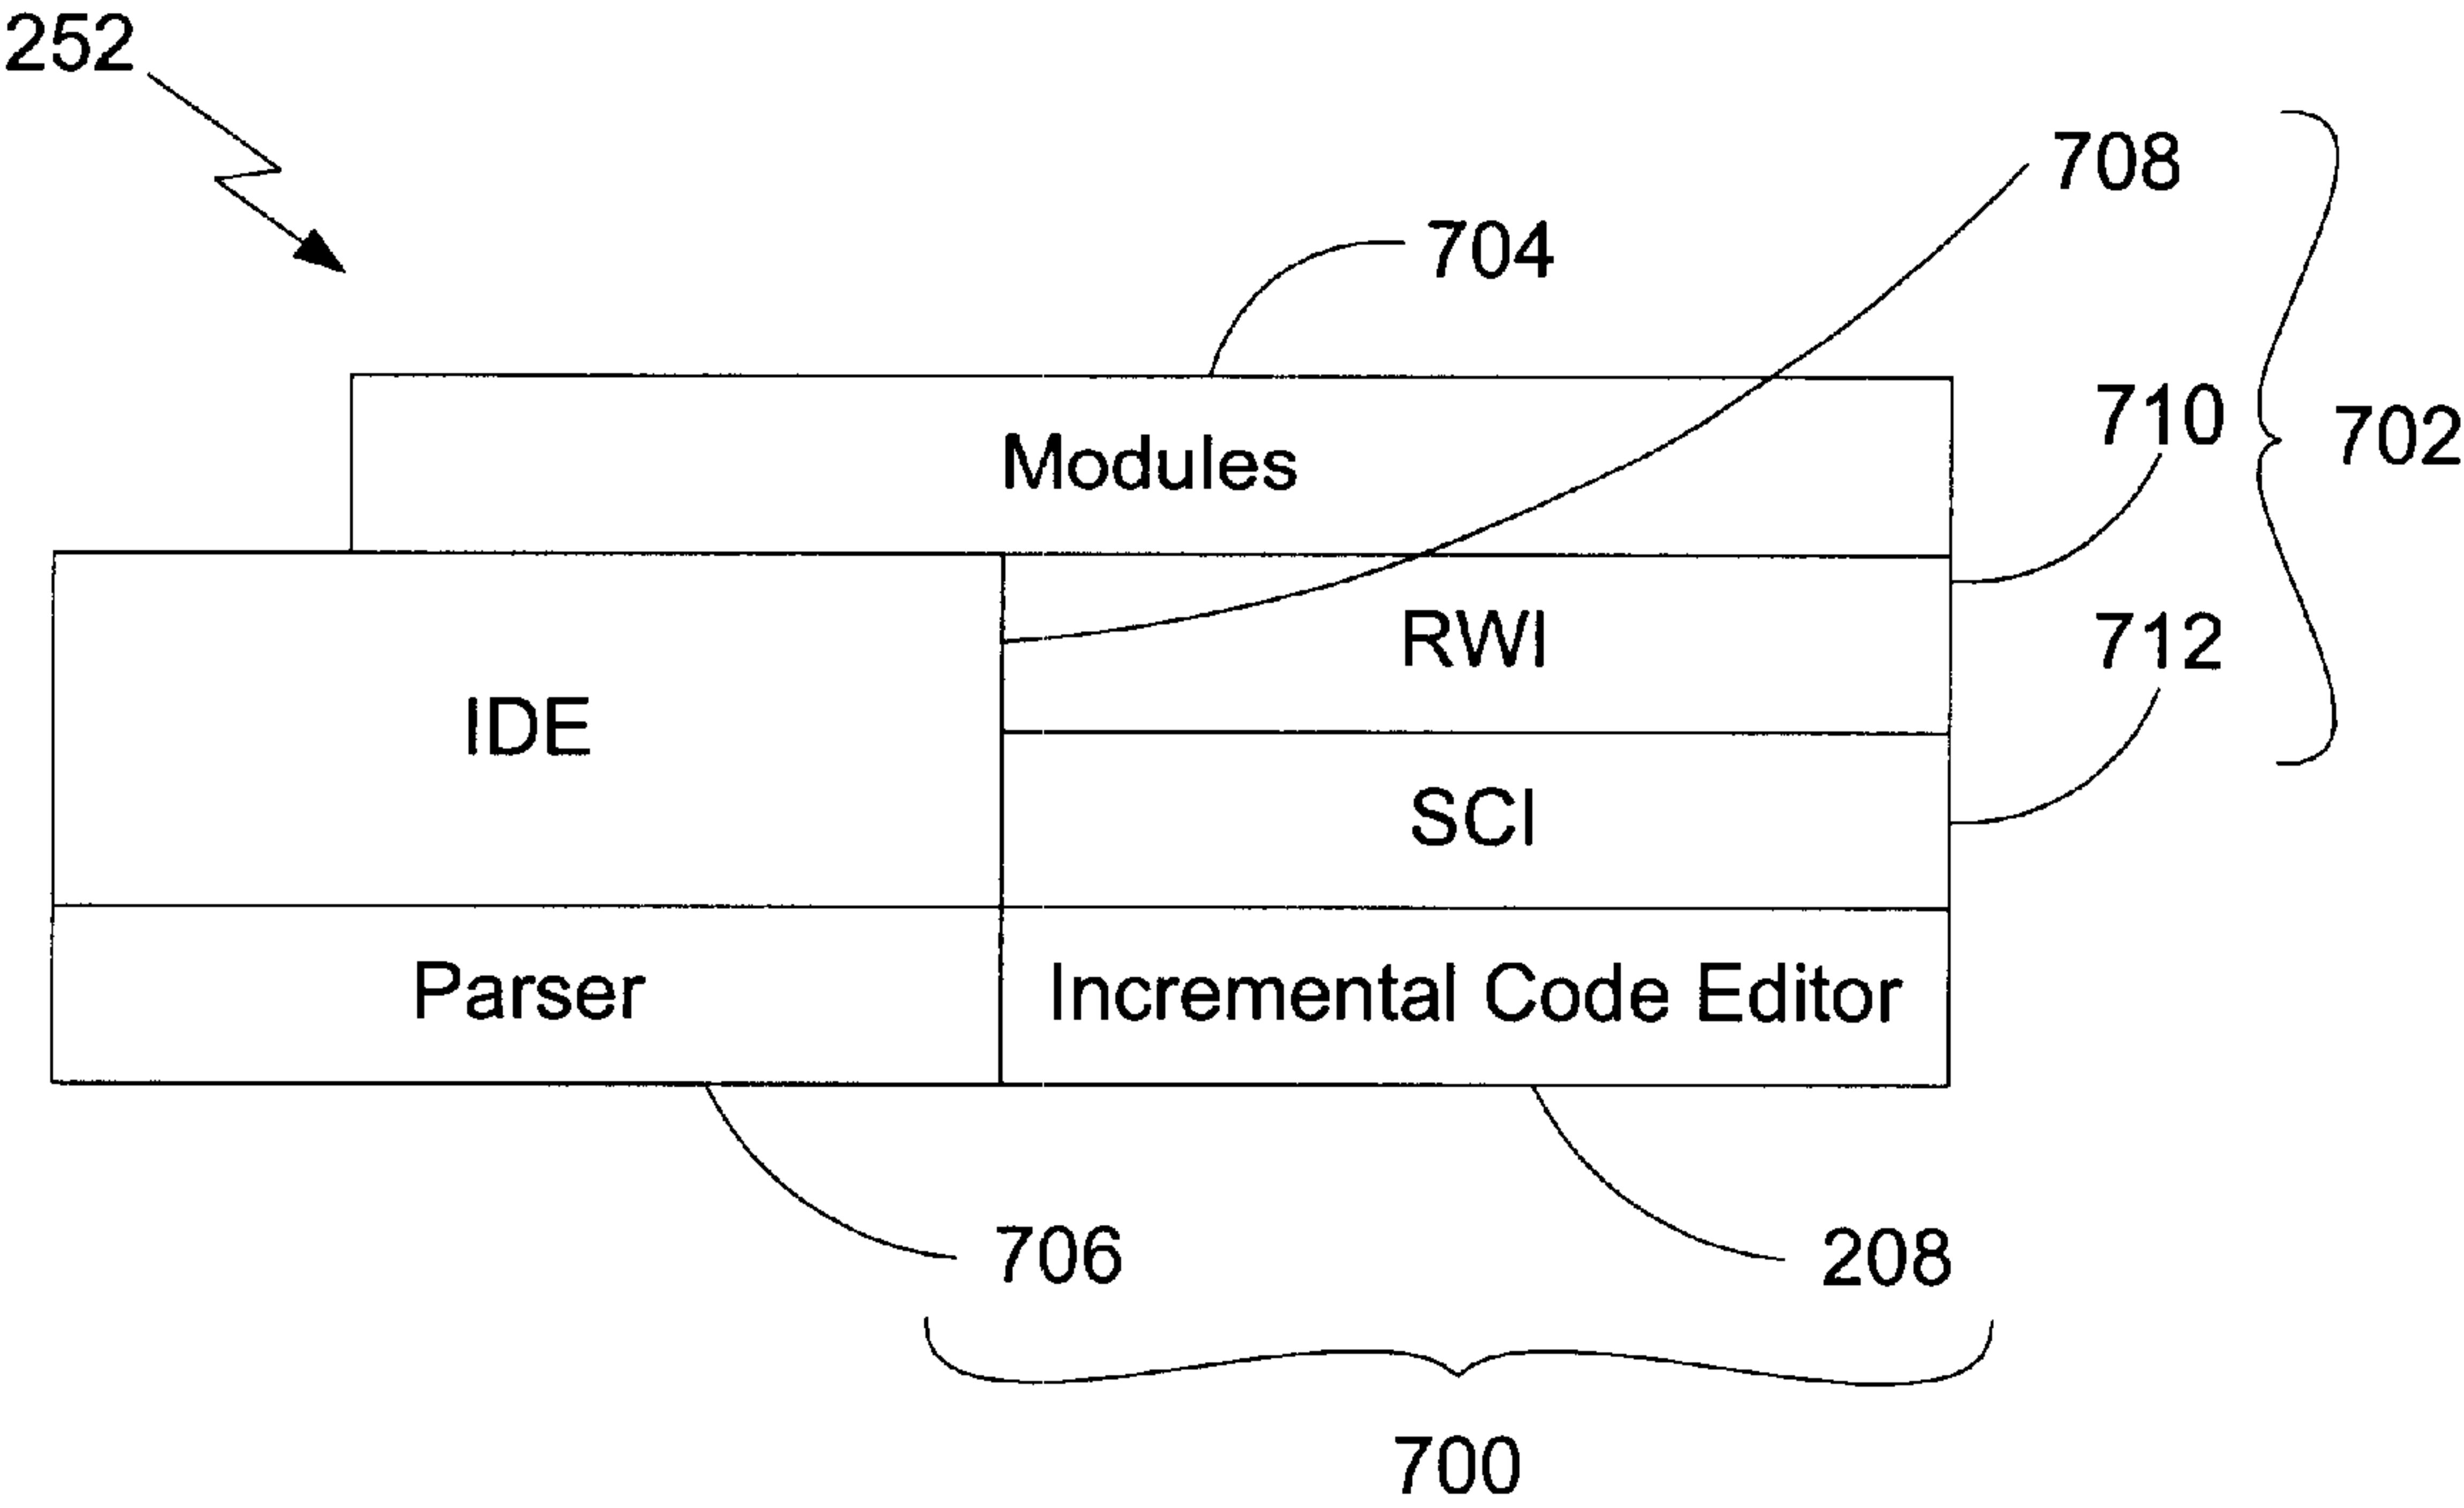 252
708
704
710
702
Modules
RWI
712
IDE
SCI
Parser
Incremental Code Editor
706
208
700